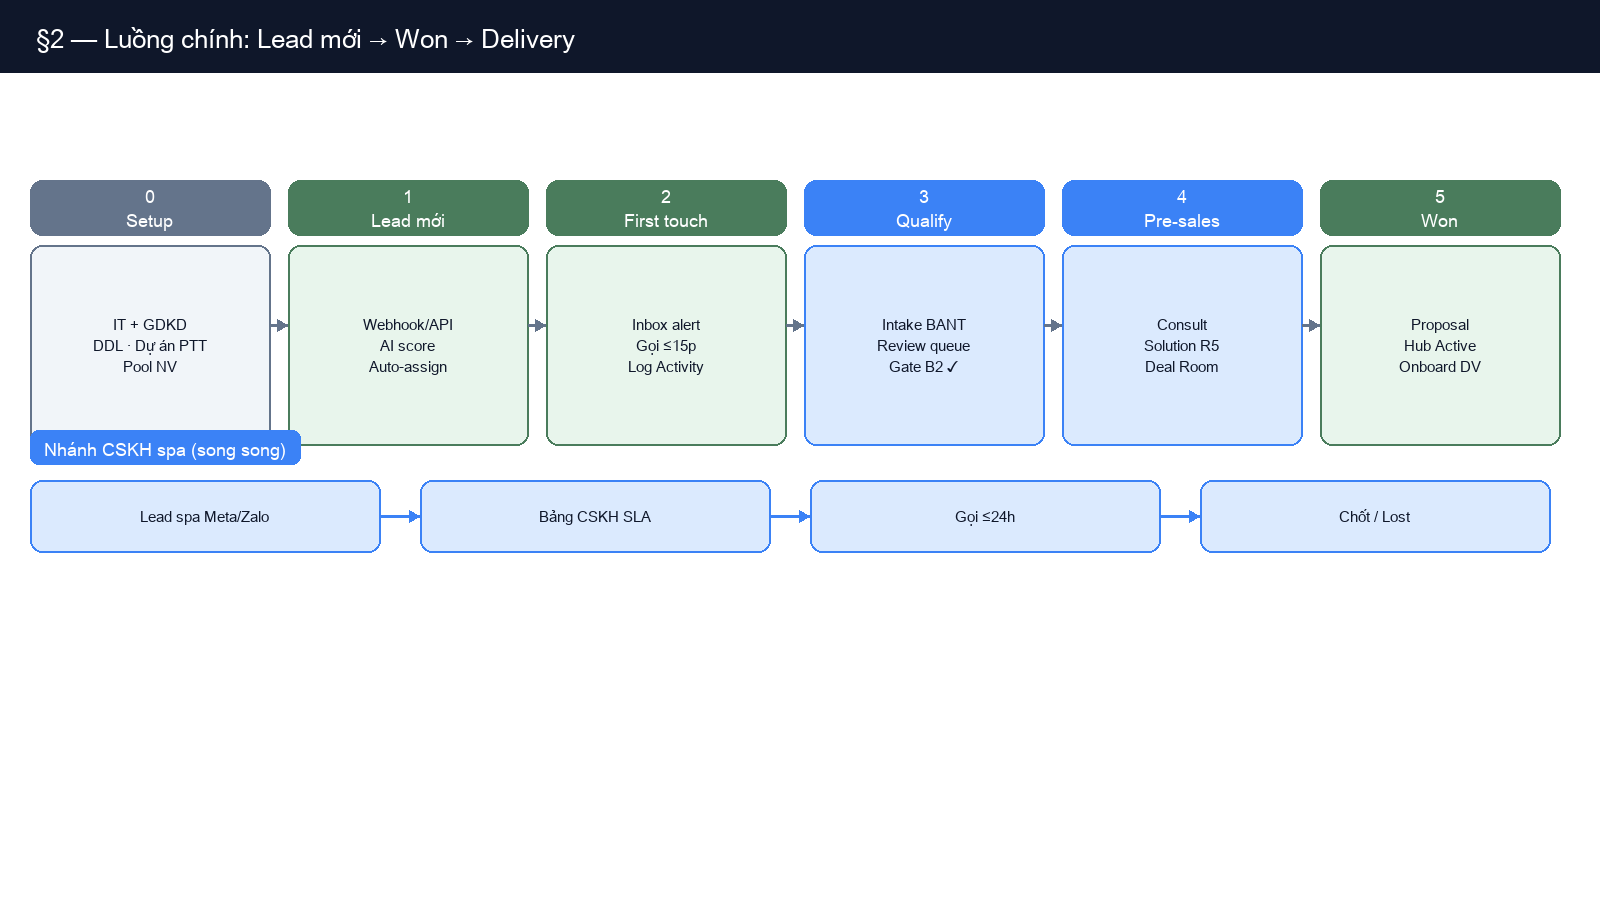 §2 — Luồng chính: Lead mới → Won → Delivery
0
Setup
IT + GDKD
DDL · Dự án PTT
Pool NV
1
Lead mới
Webhook/API
AI score
Auto-assign
2
First touch
Inbox alert
Gọi ≤15p
Log Activity
3
Qualify
Intake BANT
Review queue
Gate B2 ✓
4
Pre-sales
Consult
Solution R5
Deal Room
5
Won
Proposal
Hub Active
Onboard DV
Nhánh CSKH spa (song song)
Lead spa Meta/Zalo
Bảng CSKH SLA
Gọi ≤24h
Chốt / Lost